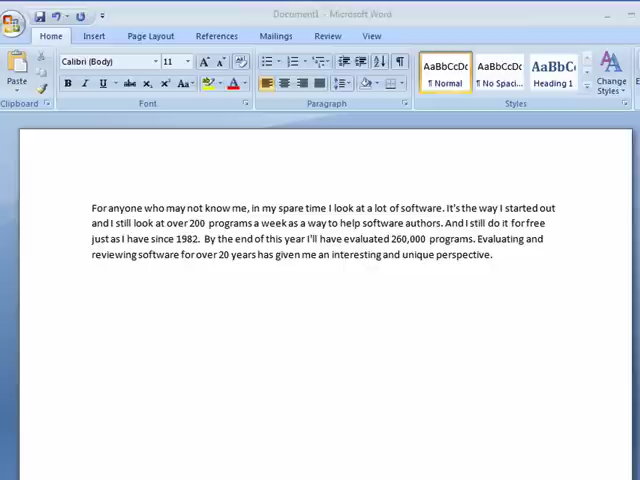 Document1 - Microsoft Word
Home Insert Page Layout References Mailings Review View
Calibri (Body) 11
AaBbCcDc AaBbCcDc AaBbC
Paste B I U abc X₂ X² Aa A ¶ Normal ¶ No Spaci... Heading 1 Change Styles
Clipboard Font Paragraph Styles
For anyone who may not know me, in my spare time I look at a lot of software. It's the way I started out
and I still look at over 200 programs a week as a way to help software authors. And I still do it for free
just as I have since 1982. By the end of this year I'll have evaluated 260,000 programs. Evaluating and
reviewing software for over 20 years has given me an interesting and unique perspective.